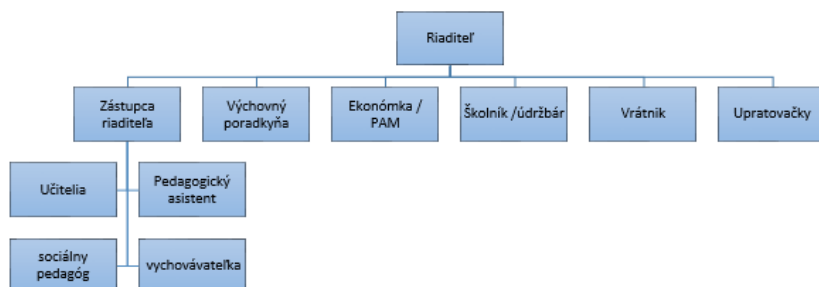 Riaditeľ
Zástupca
riaditeľa
Výchovný
poradkyňa
Ekonómka /
PAM
Školník /údržbár
Vrátnik
Upratovačky
Učitelia
Pedagogický
asistent
sociálny
pedagóg
vychovávateľka